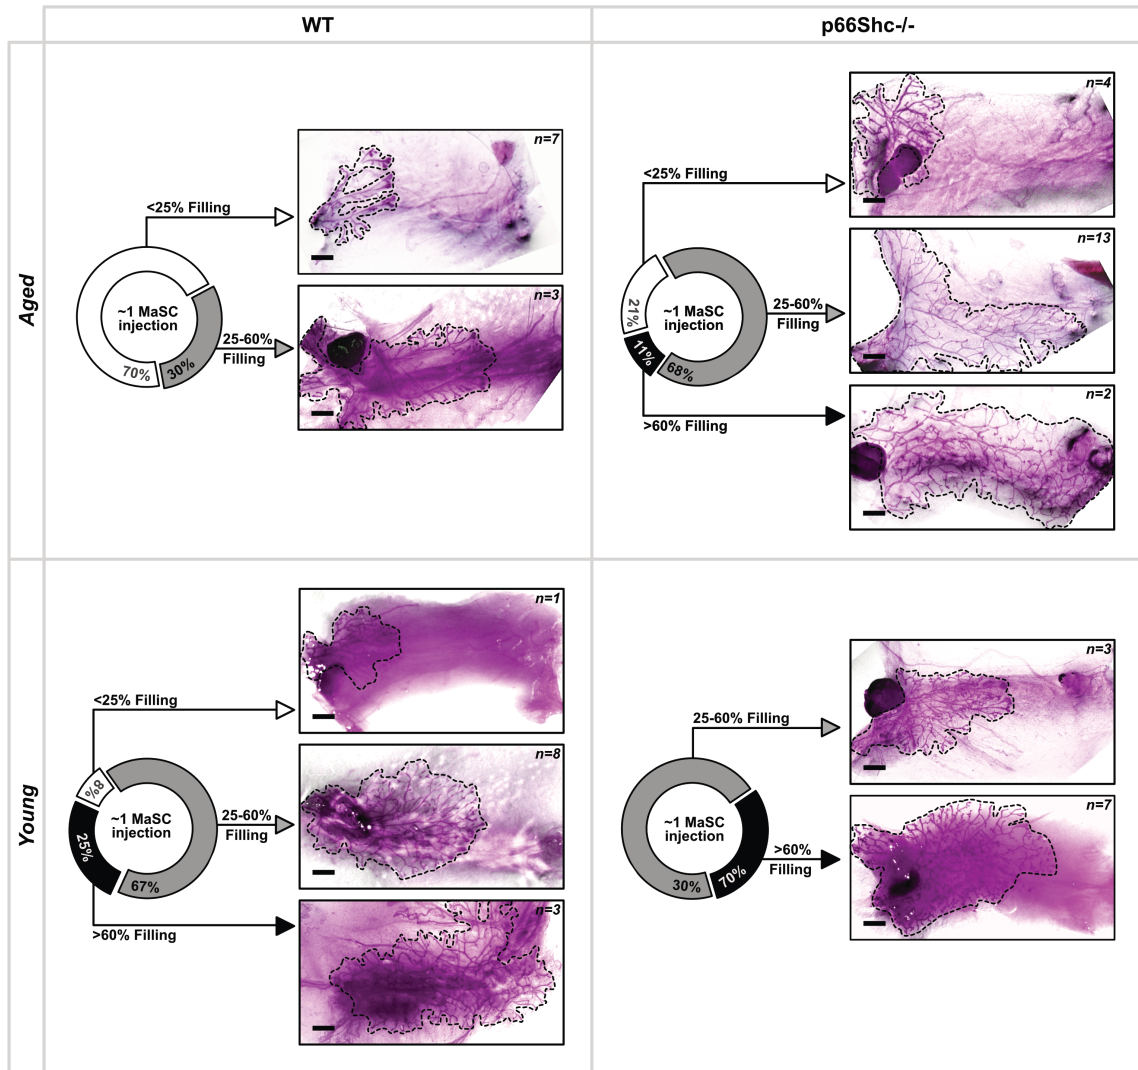 WT
p66Shc-/-
Aged
<25% Filling
n=7
~1 MaSC
injection
70%
30%
25-60%
Filling
n=3
<25% Filling
n=4
~1 MaSC
injection
21%
11%
68%
25-60%
Filling
n=13
>60% Filling
n=2
Young
<25% Filling
n=1
~1 MaSC
injection
8%
25%
67%
25-60%
Filling
n=8
>60% Filling
n=3
25-60% Filling
n=3
~1 MaSC
injection
30%
70%
>60%
Filling
n=7